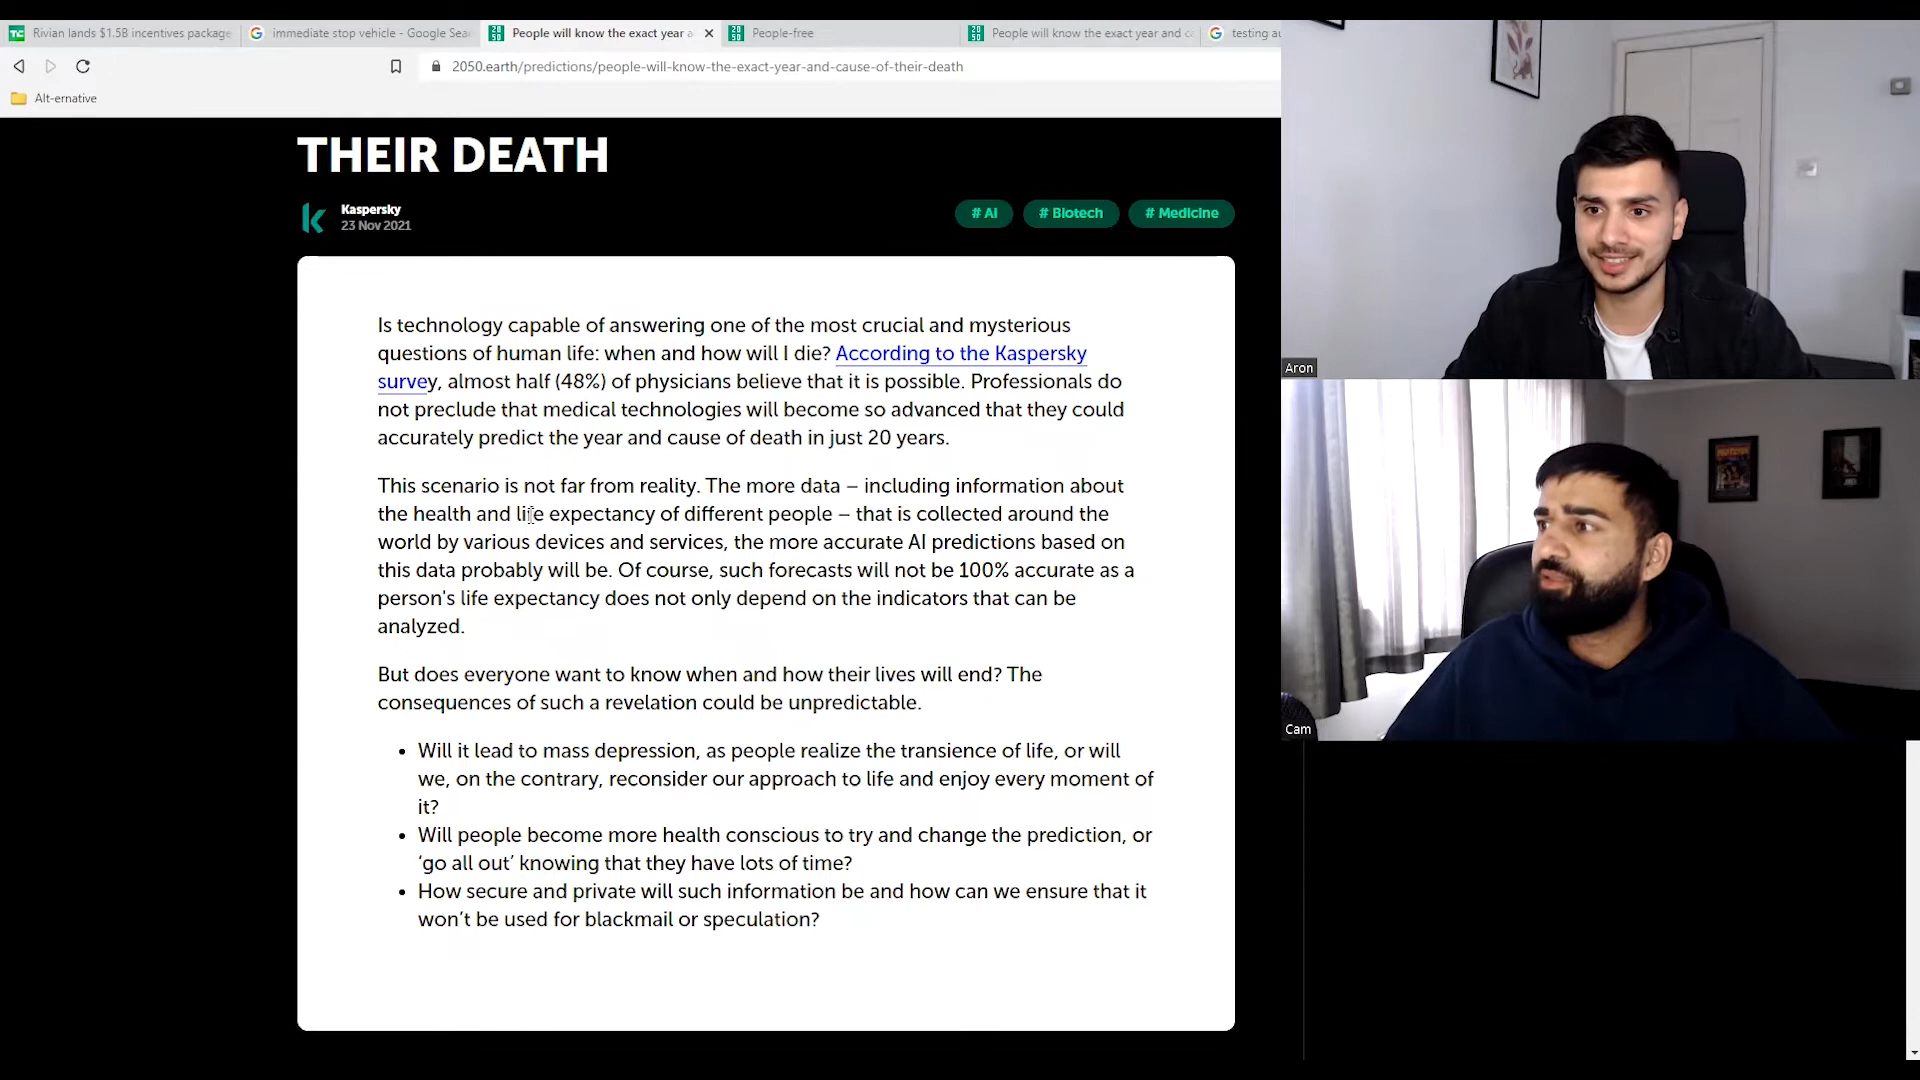 Rivian lands $1.5B incentives package
immediate stop vehicle - Google Sea
People will know the exact year a
People-free
People will know the exact year and c
testing au
2050.earth/predictions/people-will-know-the-exact-year-and-cause-of-their-death
Alt-ernative
THEIR DEATH
Kaspersky
23 Nov 2021
# AI
# Biotech
# Medicine
Is technology capable of answering one of the most crucial and mysterious
questions of human life: when and how will I die? According to the Kaspersky
survey, almost half (48%) of physicians believe that it is possible. Professionals do
not preclude that medical technologies will become so advanced that they could
accurately predict the year and cause of death in just 20 years.
This scenario is not far from reality. The more data – including information about
the health and life expectancy of different people – that is collected around the
world by various devices and services, the more accurate AI predictions based on
this data probably will be. Of course, such forecasts will not be 100% accurate as a
person's life expectancy does not only depend on the indicators that can be
analyzed.
But does everyone want to know when and how their lives will end? The
consequences of such a revelation could be unpredictable.
• Will it lead to mass depression, as people realize the transience of life, or will
we, on the contrary, reconsider our approach to life and enjoy every moment of
it?
• Will people become more health conscious to try and change the prediction, or
‘go all out’ knowing that they have lots of time?
• How secure and private will such information be and how can we ensure that it
won’t be used for blackmail or speculation?
Aron
Cam